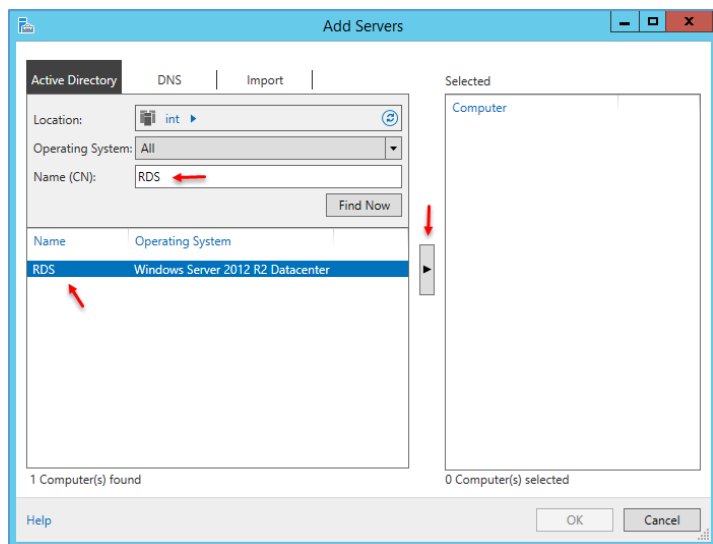 Add Servers
Active Directory DNS Import
Selected
Location: int
Operating System: All
Name (CN): RDS
Find Now
Name Operating System
RDS Windows Server 2012 R2 Datacenter
1 Computer(s) found
Computer
0 Computer(s) selected
Help
OK Cancel